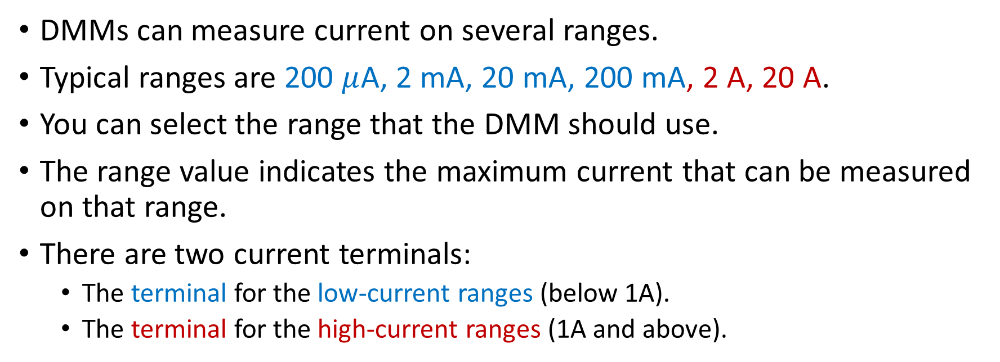 • DMMs can measure current on several ranges.
• Typical ranges are 200 𝜇A, 2 mA, 20 mA, 200 mA, 2 A, 20 A.
• You can select the range that the DMM should use.
• The range value indicates the maximum current that can be measured
on that range.
• There are two current terminals:
• The terminal for the low-current ranges (below 1A).
• The terminal for the high-current ranges (1A and above).